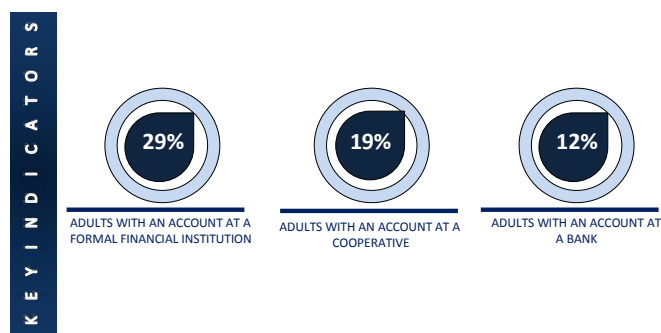 KEY INDICATORS
29%
ADULTS WITH AN ACCOUNT AT A
FORMAL FINANCIAL INSTITUTION
19%
ADULTS WITH AN ACCOUNT AT A
COOPERATIVE
12%
ADULTS WITH AN ACCOUNT AT
A BANK